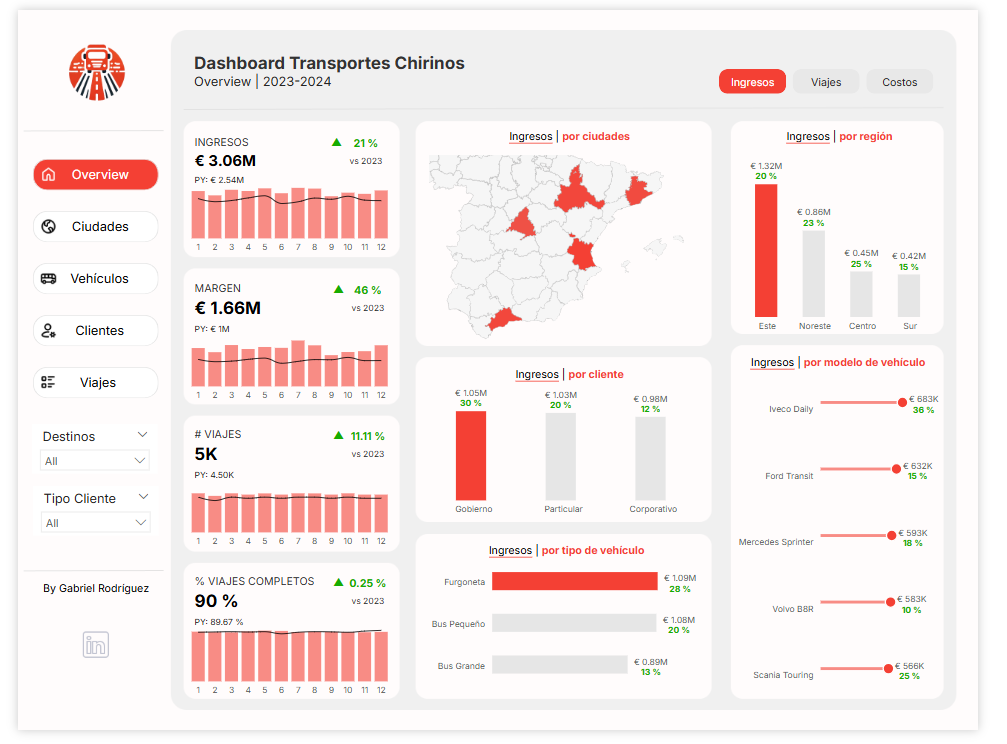 Dashboard Transportes Chirinos
Overview | 2023-2024
Ingresos
Viajes
Costos
Overview
Ciudades
Vehículos
Clientes
Viajes
Destinos
All
Tipo Cliente
All
By Gabriel Rodriguez
in
INGRESOS
▲ 21 %
€ 3.06M
vs 2023
PY: € 2.54M
1 2 3 4 5 6 7 8 9 10 11 12
MARGEN
▲ 46 %
€ 1.66M
vs 2023
PY: € 1M
1 2 3 4 5 6 7 8 9 10 11 12
# VIAJES
▲ 11.11 %
5K
vs 2023
PY: 4.50K
1 2 3 4 5 6 7 8 9 10 11 12
% VIAJES COMPLETOS
▲ 0.25 %
90 %
vs 2023
PY: 89.67 %
1 2 3 4 5 6 7 8 9 10 11 12
Ingresos | por ciudades
Ingresos | por cliente
€ 1.05M
30 %
€ 1.03M
20 %
€ 0.98M
12 %
Gobierno Particular Corporativo
Ingresos | por tipo de vehículo
Furgoneta
€ 1.09M
28 %
Bus Pequeño
€ 1.08M
20 %
Bus Grande
€ 0.89M
13 %
Ingresos | por región
€ 1.32M
20 %
€ 0.86M
23 %
€ 0.45M
25 %
€ 0.42M
15 %
Este Noreste Centro Sur
Ingresos | por modelo de vehículo
Iveco Daily
€ 683K
36 %
Ford Transit
€ 632K
15 %
Mercedes Sprinter
€ 593K
18 %
Volvo B8R
€ 583K
10 %
Scania Touring
€ 566K
25 %